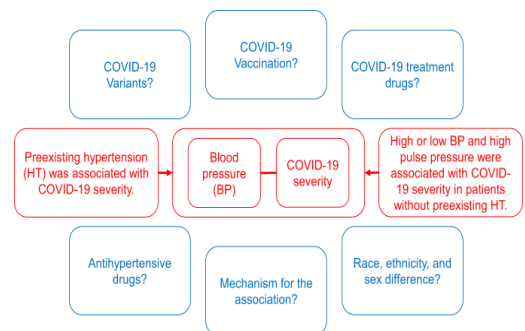 COVID-19
Variants?
COVID-19
Vaccination?
COVID-19 treatment
drugs?
Preexisting hypertension
(HT) was associated with
COVID-19 severity.
Blood
pressure
(BP)
COVID-19
severity
High or low BP and high
pulse pressure were
associated with COVID-
19 severity in patients
without preexisting HT.
Antihypertensive
drugs?
Mechanism for the
association?
Race, ethnicity, and
sex difference?